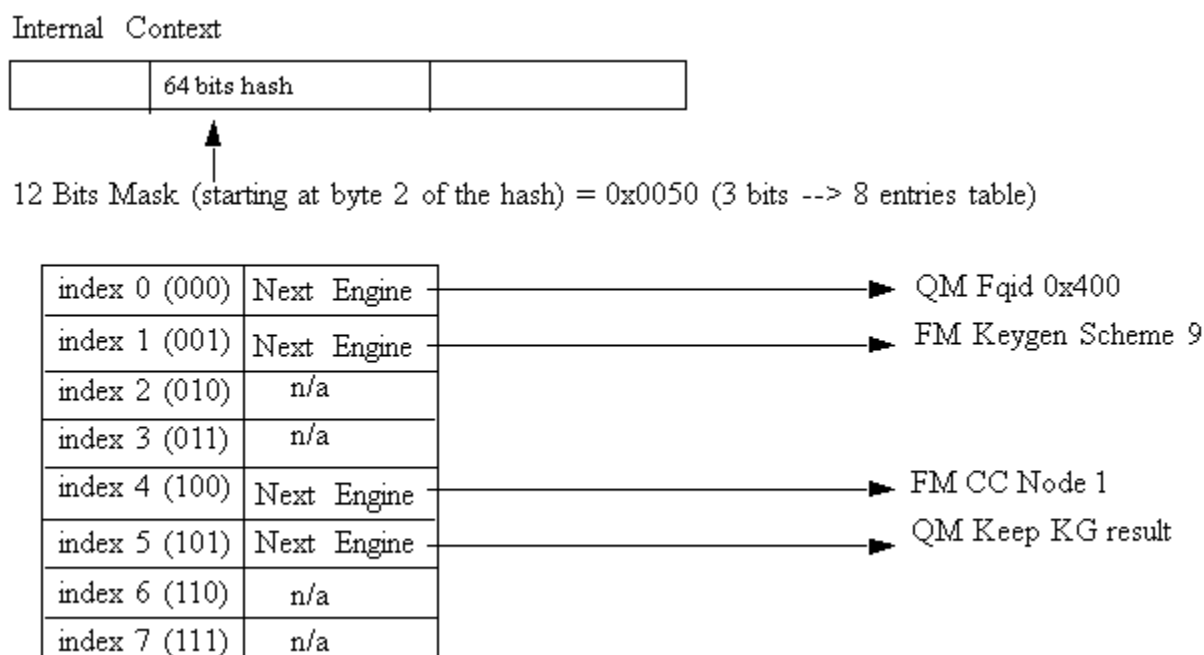 Internal Context
64 bits hash
12 Bits Mask (starting at byte 2 of the hash) = 0x0050 (3 bits --> 8 entries table)
index 0 (000) Next Engine QM Fqid 0x400
index 1 (001) Next Engine FM Keygen Scheme 9
index 2 (010) n/a
index 3 (011) n/a
index 4 (100) Next Engine FM CC Node 1
index 5 (101) Next Engine QM Keep KG result
index 6 (110) n/a
index 7 (111) n/a